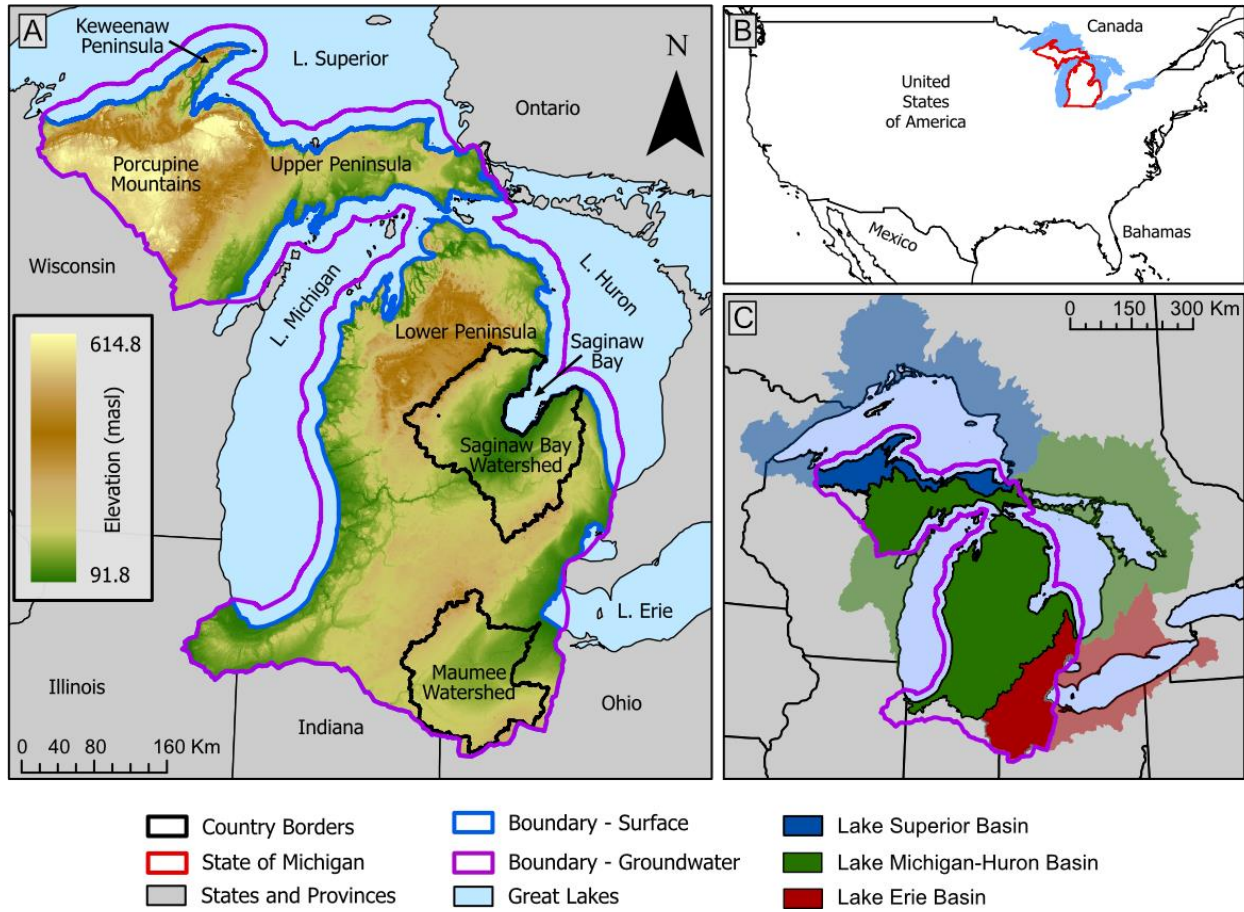 A
Keweenaw
Peninsula
L. Superior
N
Ontario
Porcupine
Mountains
Upper Peninsula
Wisconsin
L. Michigan
L. Huron
Lower Peninsula
Saginaw
Bay
Saginaw Bay
Watershed
614.8
Elevation (masl)
91.8
L. Erie
Maumee
Watershed
Illinois
Indiana
Ohio
0 40 80 160 Km
B
Canada
United
States
of America
Mexico
Bahamas
C
0 150 300 Km
Country Borders
State of Michigan
States and Provinces
Boundary - Surface
Boundary - Groundwater
Great Lakes
Lake Superior Basin
Lake Michigan-Huron Basin
Lake Erie Basin